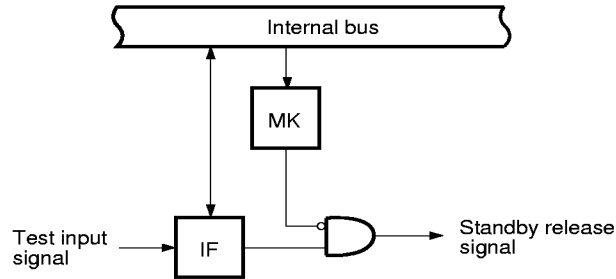 Internal bus
MK
Test input
signal
IF
Standby release
signal